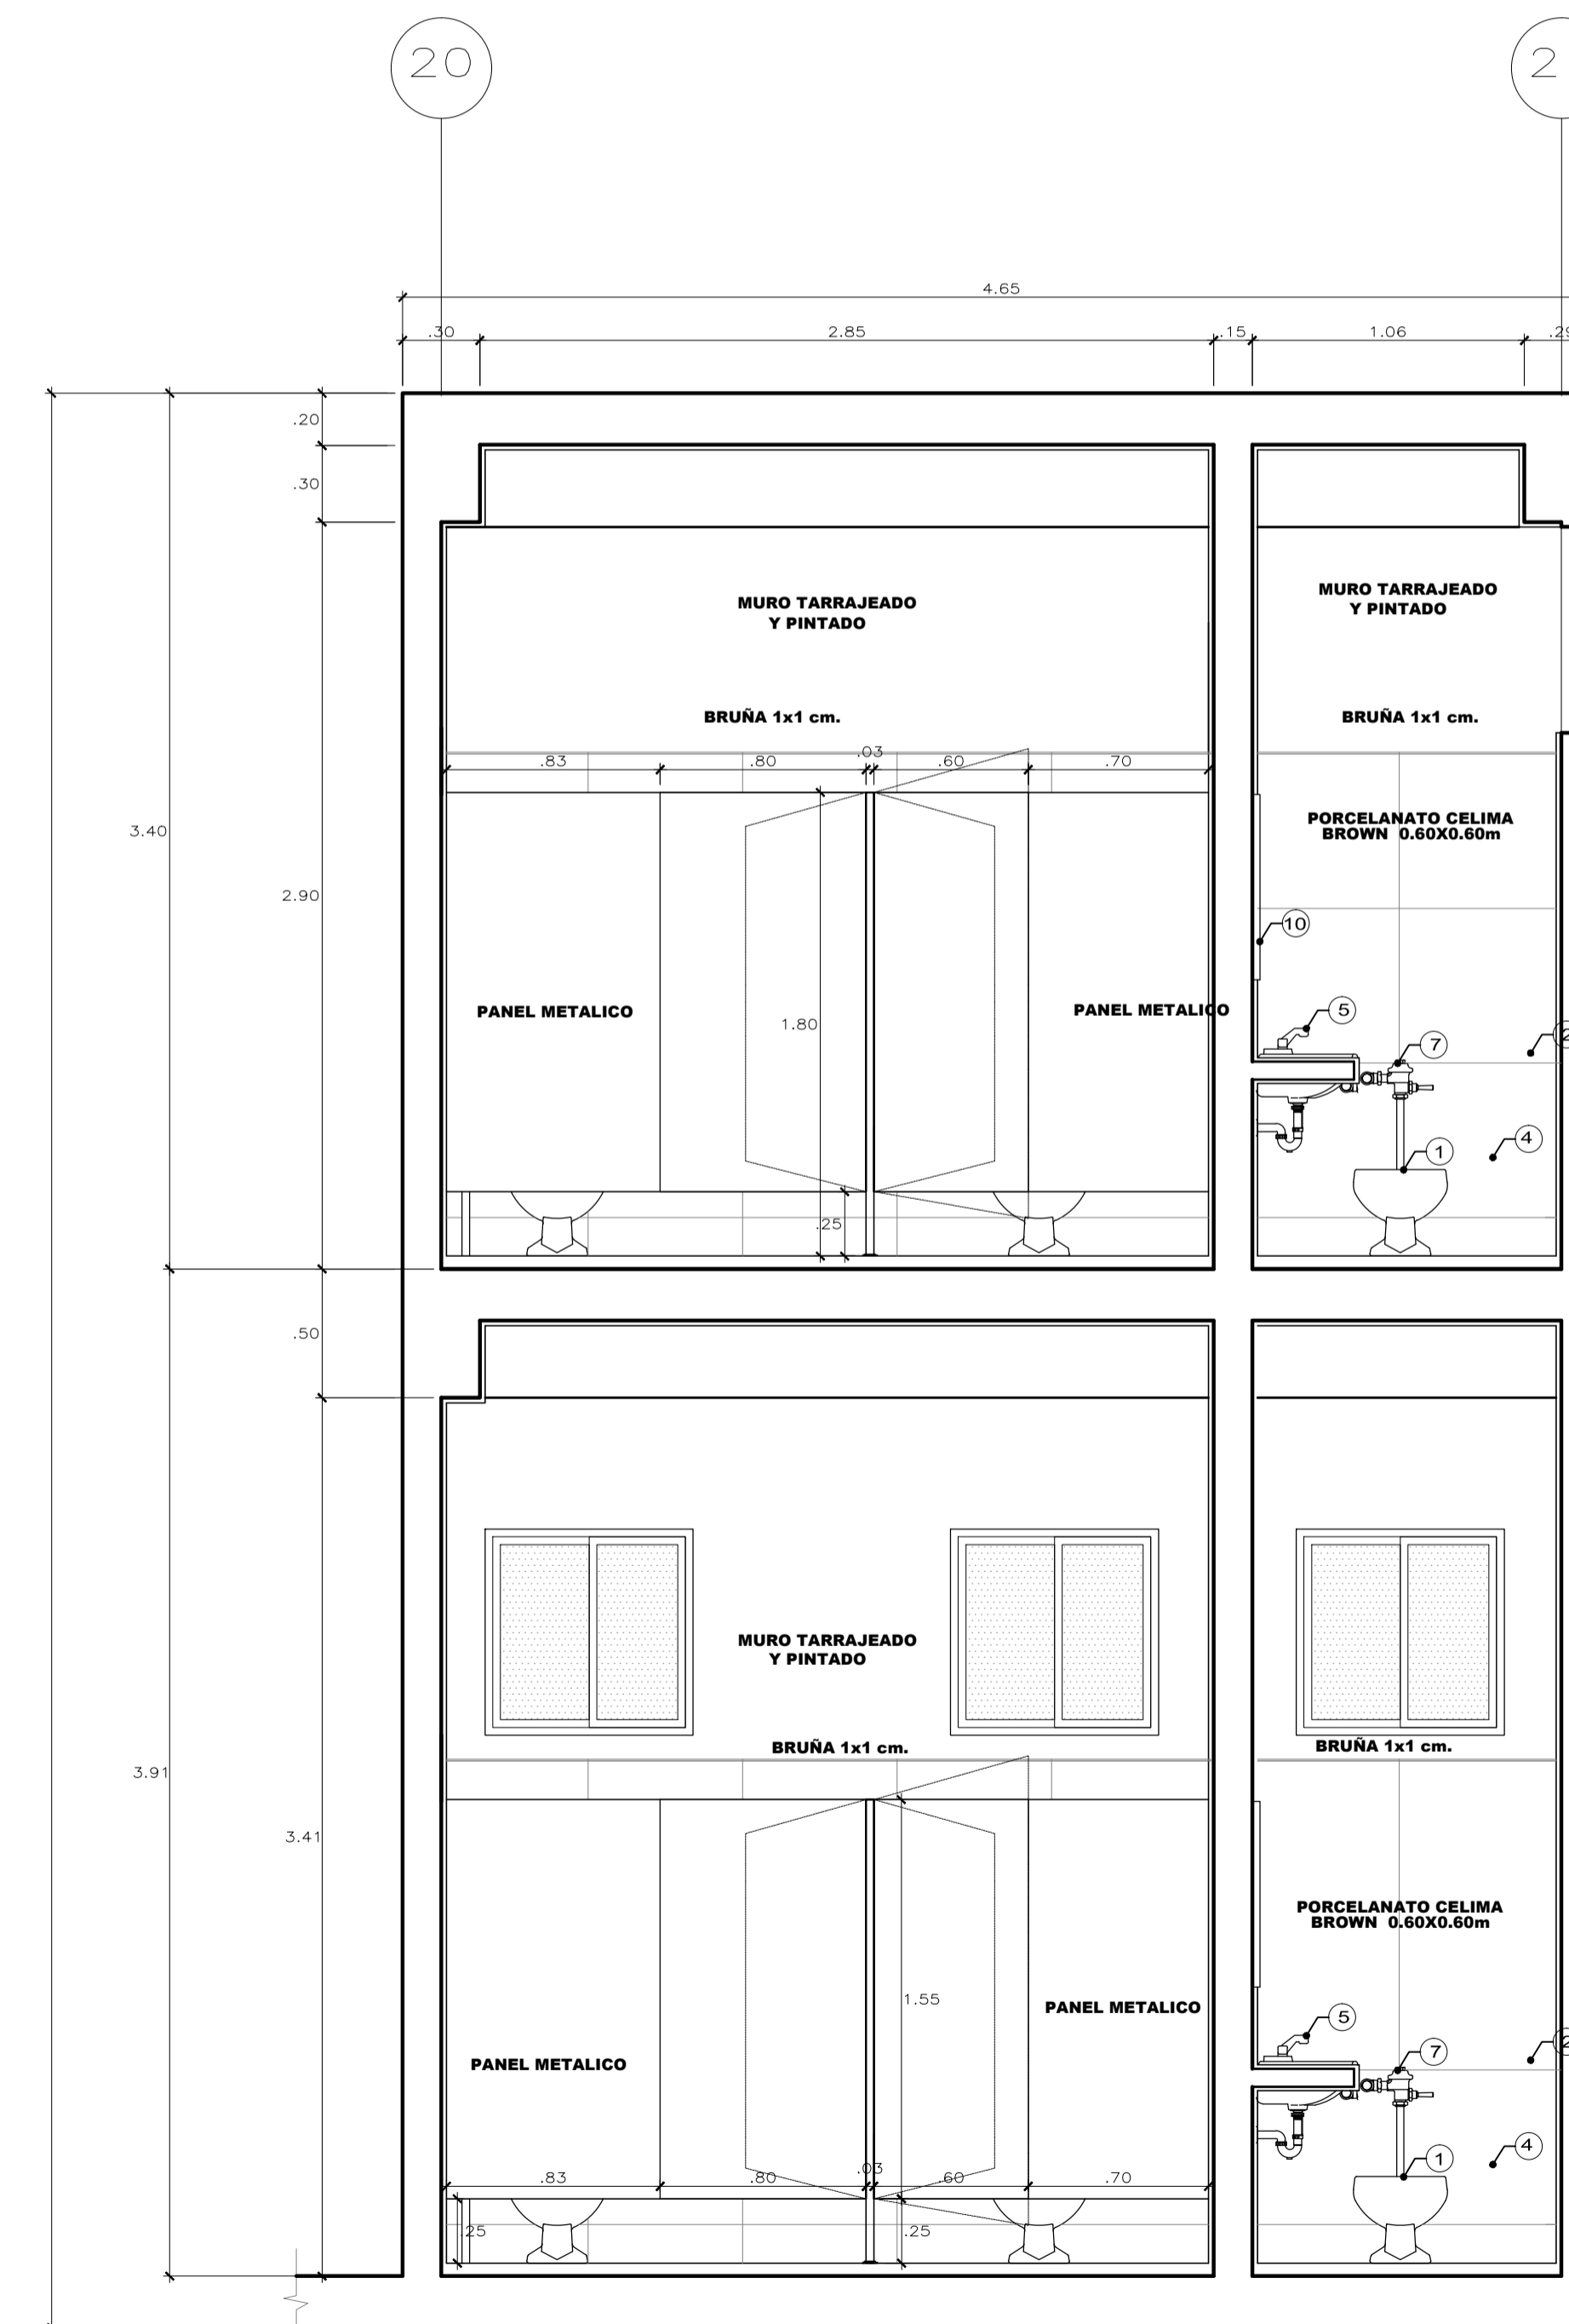 20
2
4.65
.30
2.85
.15
1.06
.20
.30
MURO TARRAJEADO
Y PINTADO
MURO TARRAJEADO
Y PINTADO
BRUÑA 1x1 cm.
BRUÑA 1x1 cm.
.83
.80
.03
.60
.70
3.40
PORCELANATO CELIMA
BROWN 0.60X0.60m
2.90
10
PANEL METALICO
1.80
PANEL METALICO
5
7
4
1
.25
.50
MURO TARRAJEADO
Y PINTADO
BRUÑA 1x1 cm.
BRUÑA 1x1 cm.
3.91
3.41
PORCELANATO CELIMA
BROWN 0.60X0.60m
1.55
PANEL METALICO
5
7
PANEL METALICO
4
1
.83
.80
.03
.60
.70
.25
.25